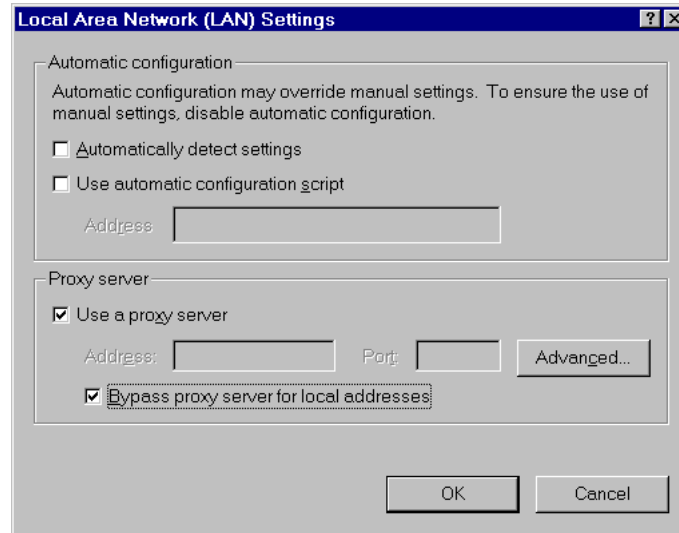 Local Area Network (LAN) Settings
Automatic configuration
Automatic configuration may override manual settings. To ensure the use of
manual settings, disable automatic configuration.
Automatically detect settings
Use automatic configuration script
Address
Proxy server
Use a proxy server
Address: Port: Advanced...
Bypass proxy server for local addresses
OK Cancel